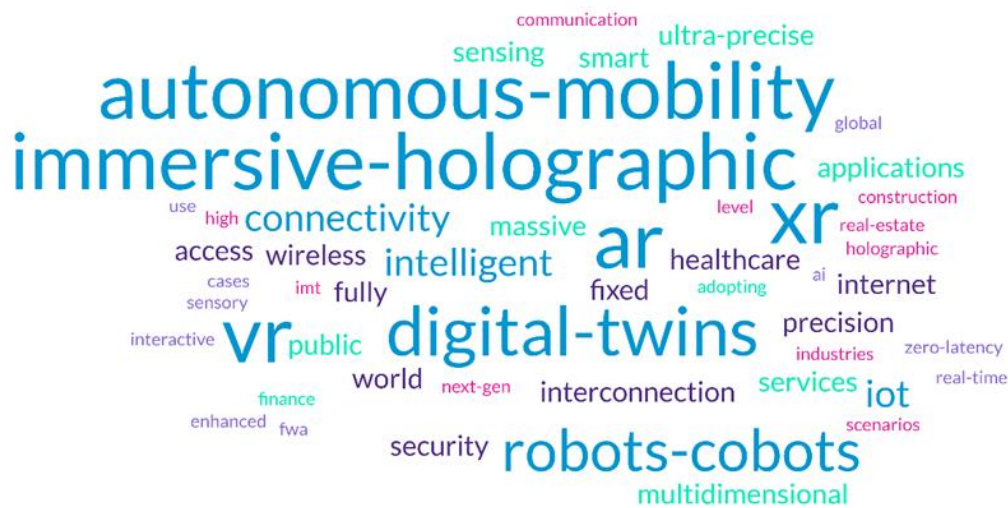 communication
sensing smart ultra-precise
autonomous-mobility
global
immersive-holographic applications
use high connectivity massive level xr construction
real-estate
access wireless intelligent ar healthcare holographic
cases imt fully fixed adopting ai internet
sensory
interactive vr public digital-twins precision
industries zero-latency
world next-gen interconnection services iot real-time
finance
enhanced fwa scenarios
security robots-cobots
multidimensional